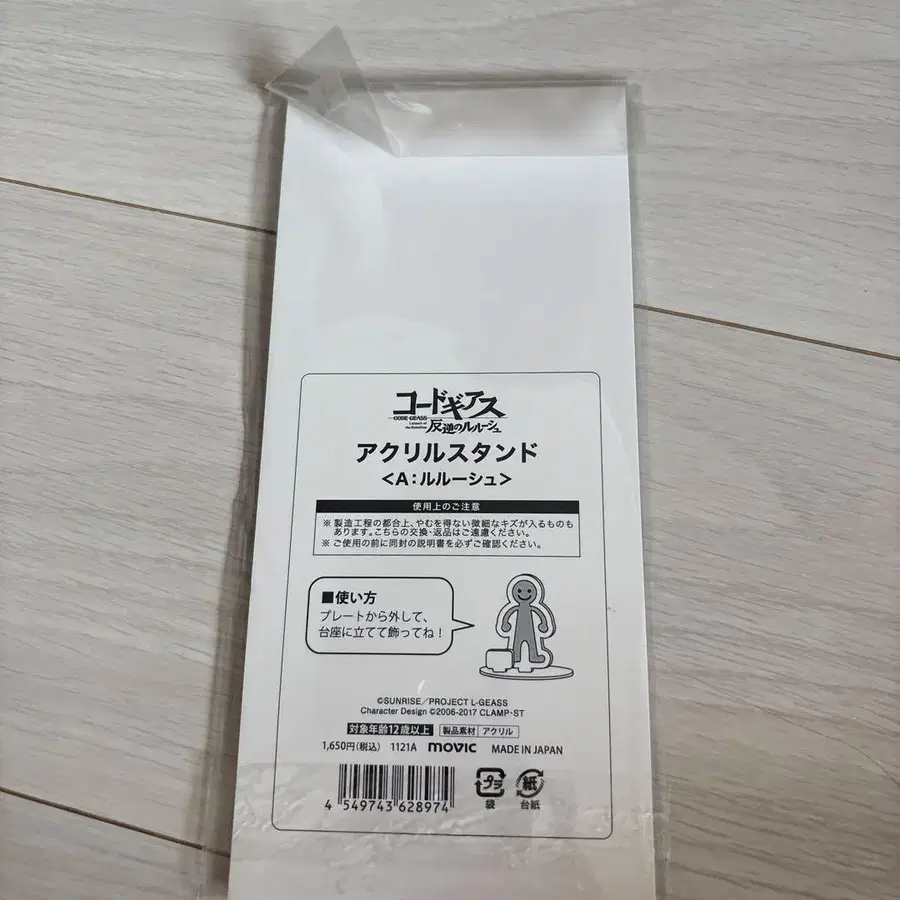 コードギアス
CODE GEASS
Lelouch of
the Rebellion
反逆のルルーシュ
アクリルスタンド
<A:ルルーシュ>
使用上のご注意
※ 製造工程の都合上、やむを得ない微細なキズが入るものも
あります。こちらの交換・返品はご遠慮ください。
※ ご使用の前に同封の説明書を必ずご確認ください。
■使い方
プレートから外して、
台座に立てて飾ってね!
©SUNRISE/PROJECT L-GEASS
Character Design ©2006-2017 CLAMP・ST
対象年齢12歳以上 製品素材 アクリル
1,650円(税込) 1121A movic MADE IN JAPAN
4 549743 628974
プラ 紙
袋 台紙